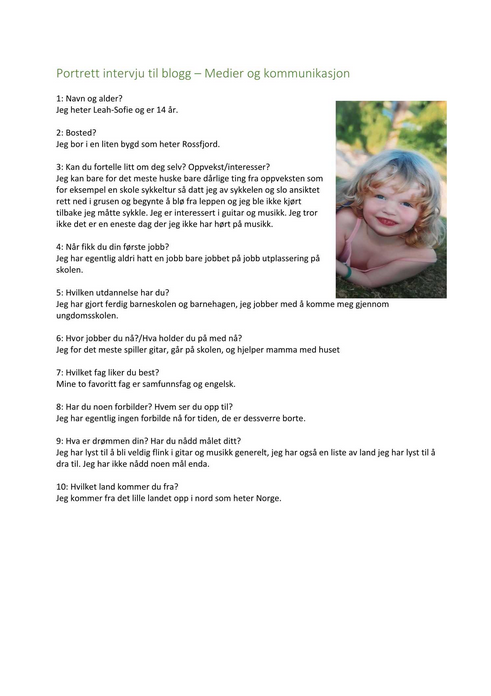 Portrett intervju til blogg – Medier og kommunikasjon
1: Navn og alder?
Jeg heter Leah-Sofie og er 14 år.
2: Bosted?
Jeg bor i en liten bygd som heter Rossfjord.
3: Kan du fortelle litt om deg selv? Oppvekst/interesser?
Jeg kan bare for det meste huske bare dårlige ting fra oppveksten som
for eksempel en skole sykkeltur så datt jeg av sykkelen og slo ansiktet
rett ned i grusen og begynte å blø fra leppen og jeg ble ikke kjørt
tilbake jeg måtte sykkle. Jeg er interessert i guitar og musikk. Jeg tror
ikke det er en eneste dag der jeg ikke har hørt på musikk.
4: Når fikk du din første jobb?
Jeg har egentlig aldri hatt en jobb bare jobbet på jobb utplassering på
skolen.
5: Hvilken utdannelse har du?
Jeg har gjort ferdig barneskolen og barnehagen, jeg jobber med å komme meg gjennom
ungdomsskolen.
6: Hvor jobber du nå?/Hva holder du på med nå?
Jeg for det meste spiller gitar, går på skolen, og hjelper mamma med huset
7: Hvilket fag liker du best?
Mine to favoritt fag er samfunnsfag og engelsk.
8: Har du noen forbilder? Hvem ser du opp til?
Jeg har egentlig ingen forbilde nå for tiden, de er dessverre borte.
9: Hva er drømmen din? Har du nådd målet ditt?
Jeg har lyst til å bli veldig flink i gitar og musikk generelt, jeg har også en liste av land jeg har lyst til å
dra til. Jeg har ikke nådd noen mål enda.
10: Hvilket land kommer du fra?
Jeg kommer fra det lille landet opp i nord som heter Norge.